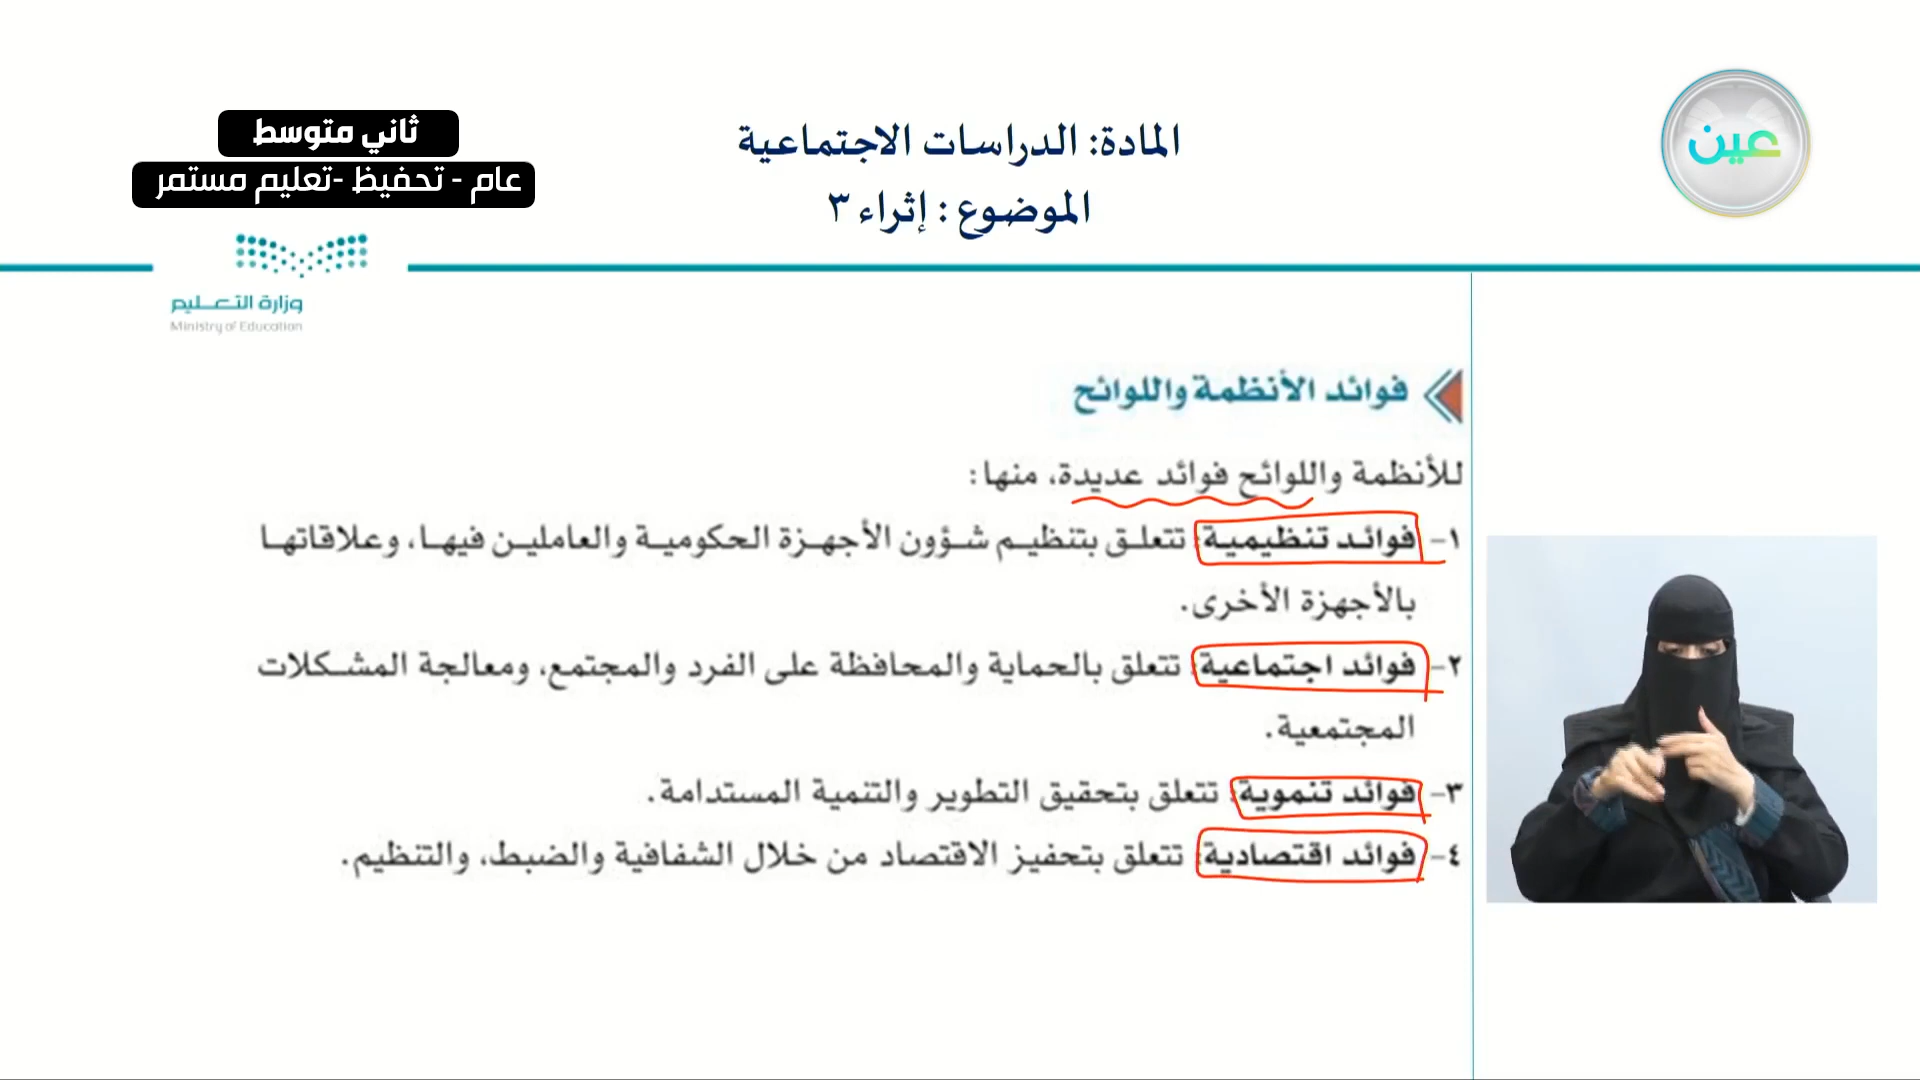 المادة: الدراسات الاجتماعية
الموضوع : إثراء ٣
عين
ثاني متوسط
عام - تحفيظ -تعليم مستمر
وزارة التعـليم
Ministry of Education
فوائد الأنظمة واللوائح
للأنظمة واللوائح فوائد عديدة، منها:
١- فوائد تنظيمية: تتعلق بتنظيم شؤون الأجهزة الحكومية والعاملين فيها، وعلاقاتها
بالأجهزة الأخرى.
٢- فوائد اجتماعية: تتعلق بالحماية والمحافظة على الفرد والمجتمع، ومعالجة المشكلات
المجتمعية.
٣- فوائد تنموية: تتعلق بتحقيق التطوير والتنمية المستدامة.
٤- فوائد اقتصادية: تتعلق بتحفيز الاقتصاد من خلال الشفافية والضبط، والتنظيم.